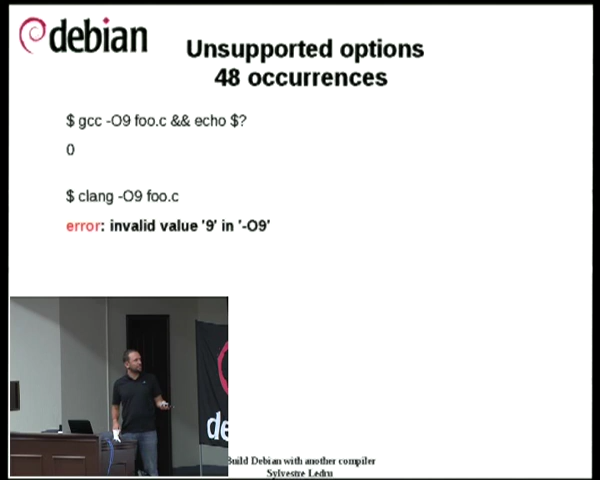 debian
Unsupported options
48 occurrences
$ gcc -O9 foo.c && echo $?
0
$ clang -O9 foo.c
error: invalid value '9' in '-O9'
de
Build Debian with another compiler
Sylvestre Ledru